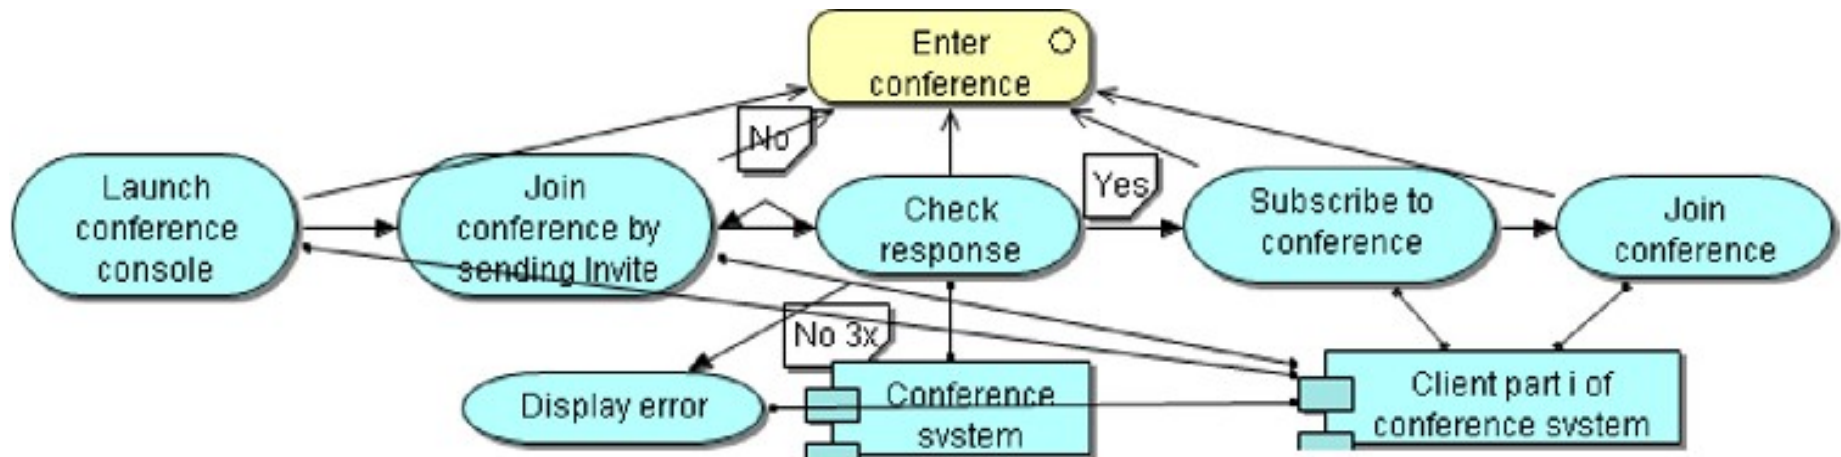 Enter
conference
No
Launch
conference
console
Join
conference by
sending Invite
Check
response
Yes
Subscribe to
conference
Join
conference
No 3x
Display error
Conference
system
Client part i of
conference system